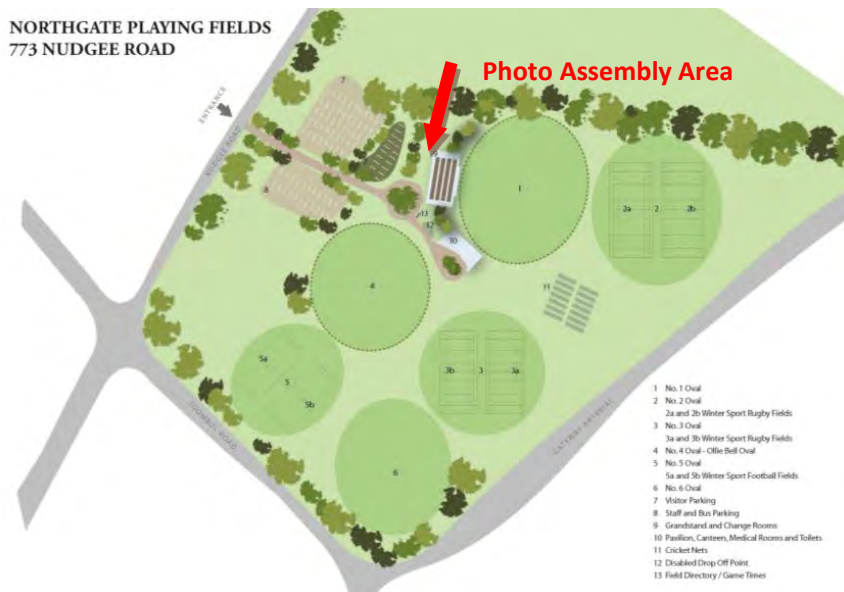 NORTHGATE PLAYING FIELDS
773 NUDGEE ROAD
Photo Assembly Area
ENTRANCE
NUDGEE ROAD
7
8
9
1
2a 2 2b
13
12
10
4
11
5a
5
5b
3b 3 3a
6
TOOMBUL ROAD
GATEWAY ARTERIAL
1 No. 1 Oval
2 No. 2 Oval
2a and 2b Winter Sport Rugby Fields
3 No. 3 Oval
3a and 3b Winter Sport Rugby Fields
4 No. 4 Oval - Ollie Bell Oval
5 No. 5 Oval
5a and 5b Winter Sport Football Fields
6 No. 6 Oval
7 Visitor Parking
8 Staff and Bus Parking
9 Grandstand and Change Rooms
10 Pavilion, Canteen, Medical Rooms and Toilets
11 Cricket Nets
12 Disabled Drop Off Point
13 Field Directory / Game Times